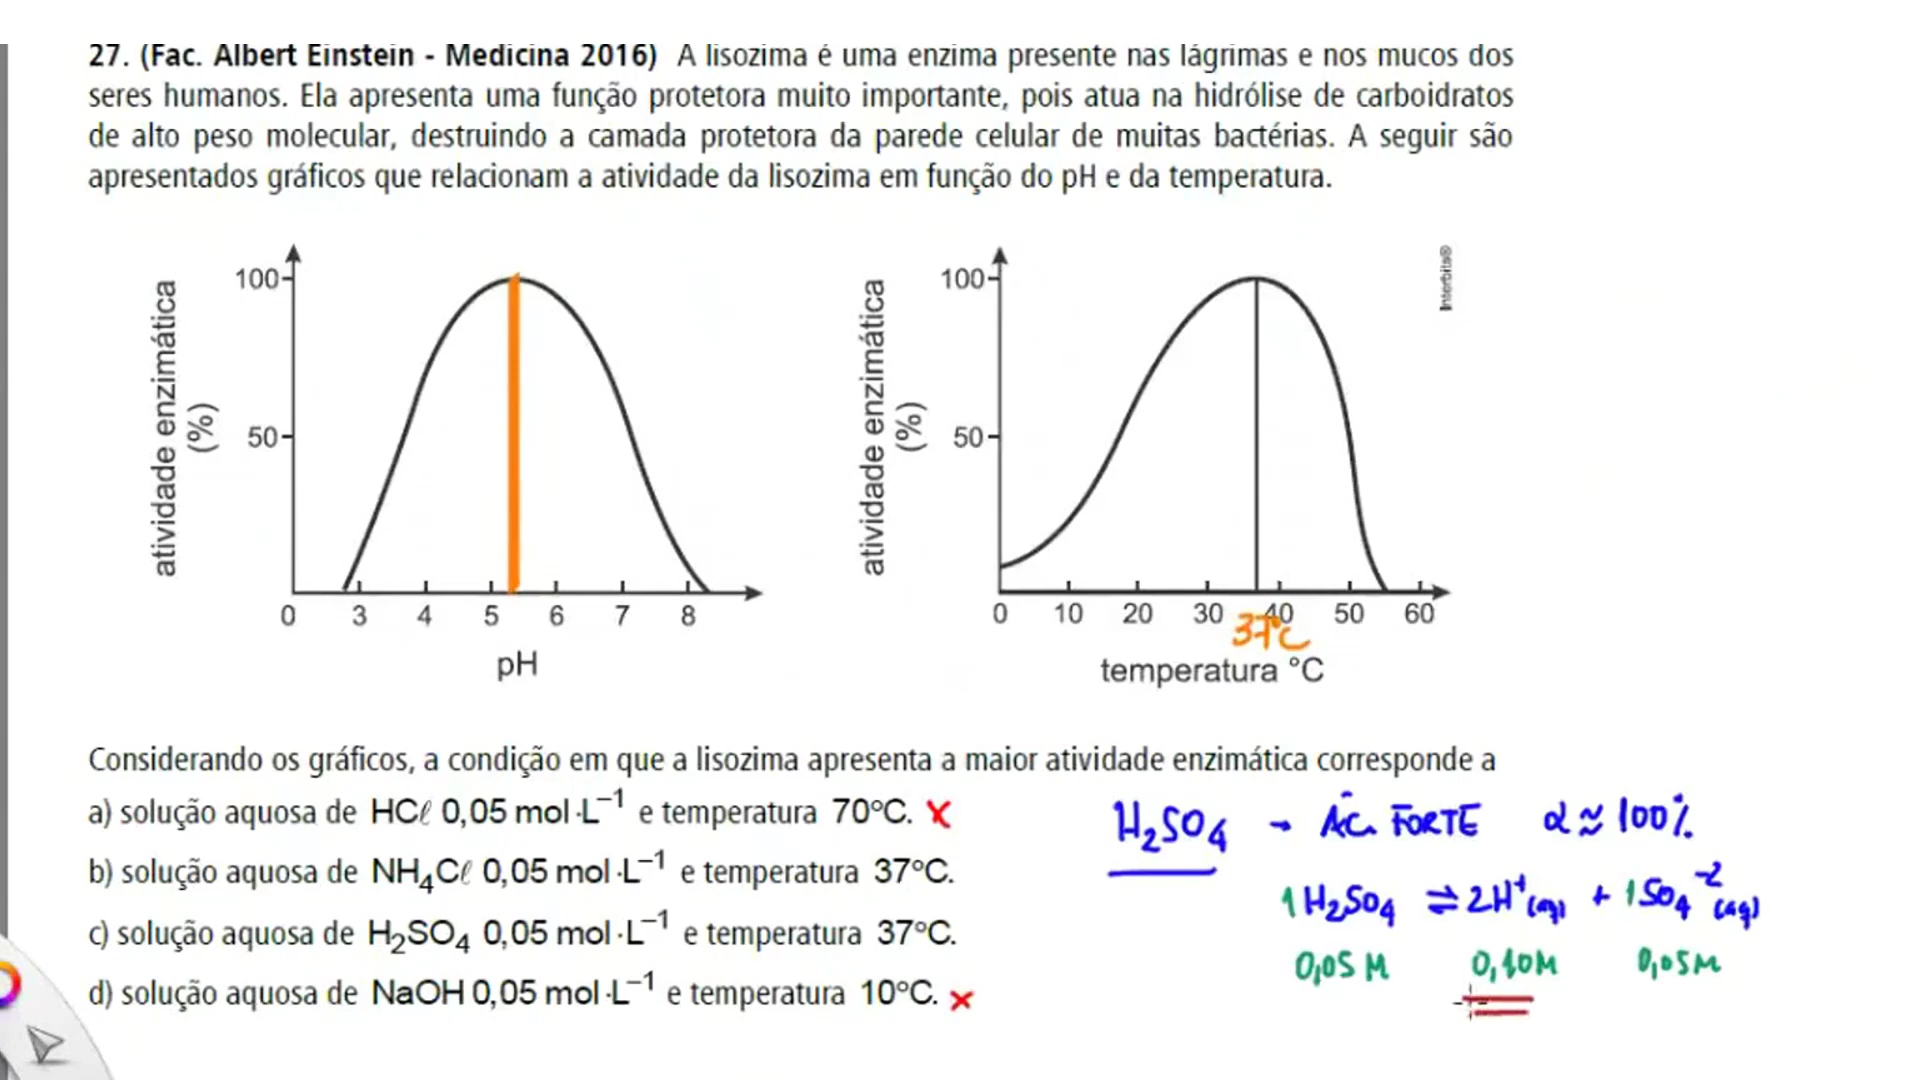 27. (Fac. Albert Einstein - Medicina 2016) A lisozima é uma enzima presente nas lágrimas e nos mucos dos
seres humanos. Ela apresenta uma função protetora muito importante, pois atua na hidrólise de carboidratos
de alto peso molecular, destruindo a camada protetora da parede celular de muitas bactérias. A seguir são
apresentados gráficos que relacionam a atividade da lisozima em função do pH e da temperatura.
atividade enzimática
(%)
100
50
0 3 4 5 6 7 8
pH
atividade enzimática
(%)
100
50
0 10 20 30 40 50 60
37°C
temperatura °C
Interbits®
Considerando os gráficos, a condição em que a lisozima apresenta a maior atividade enzimática corresponde a
a) solução aquosa de HCℓ 0,05 mol·L⁻¹ e temperatura 70°C. X
b) solução aquosa de NH₄Cℓ 0,05 mol·L⁻¹ e temperatura 37°C.
c) solução aquosa de H₂SO₄ 0,05 mol·L⁻¹ e temperatura 37°C.
d) solução aquosa de NaOH 0,05 mol·L⁻¹ e temperatura 10°C. x
H₂SO₄ → ÁC. FORTE α ≈ 100%
1H₂SO₄ ⇌ 2H⁺(aq) + 1SO₄⁻²(aq)
0,05 M 0,10M 0,05M